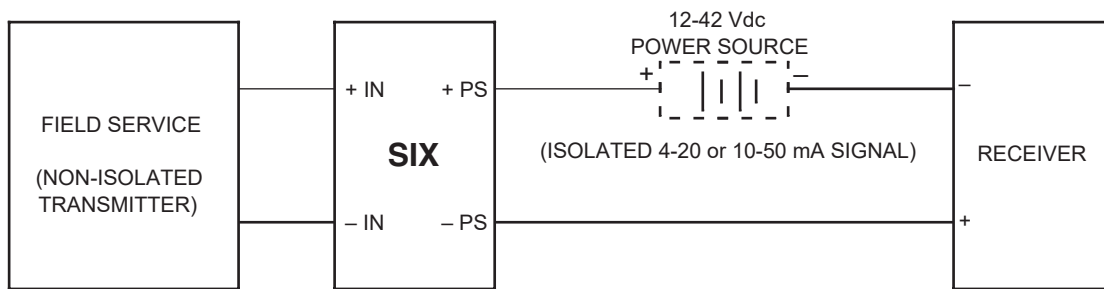 12-42 Vdc
POWER SOURCE
+ –
+ IN + PS –
FIELD SERVICE
(NON-ISOLATED
TRANSMITTER)
SIX
(ISOLATED 4-20 or 10-50 mA SIGNAL)
RECEIVER
– IN – PS +